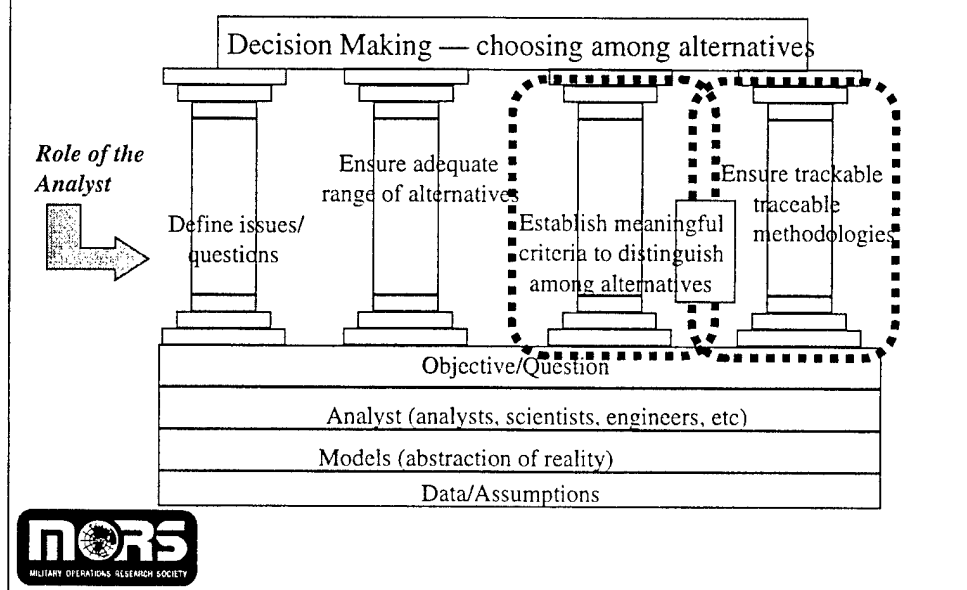 Decision Making — choosing among alternatives
Role of the
Analyst
Define issues/
questions
Ensure adequate
range of alternatives
Establish meaningful
criteria to distinguish
among alternatives
Ensure trackable
traceable
methodologies
Objective/Question
Analyst (analysts, scientists, engineers, etc)
Models (abstraction of reality)
Data/Assumptions
MORS
MILITARY OPERATIONS RESEARCH SOCIETY